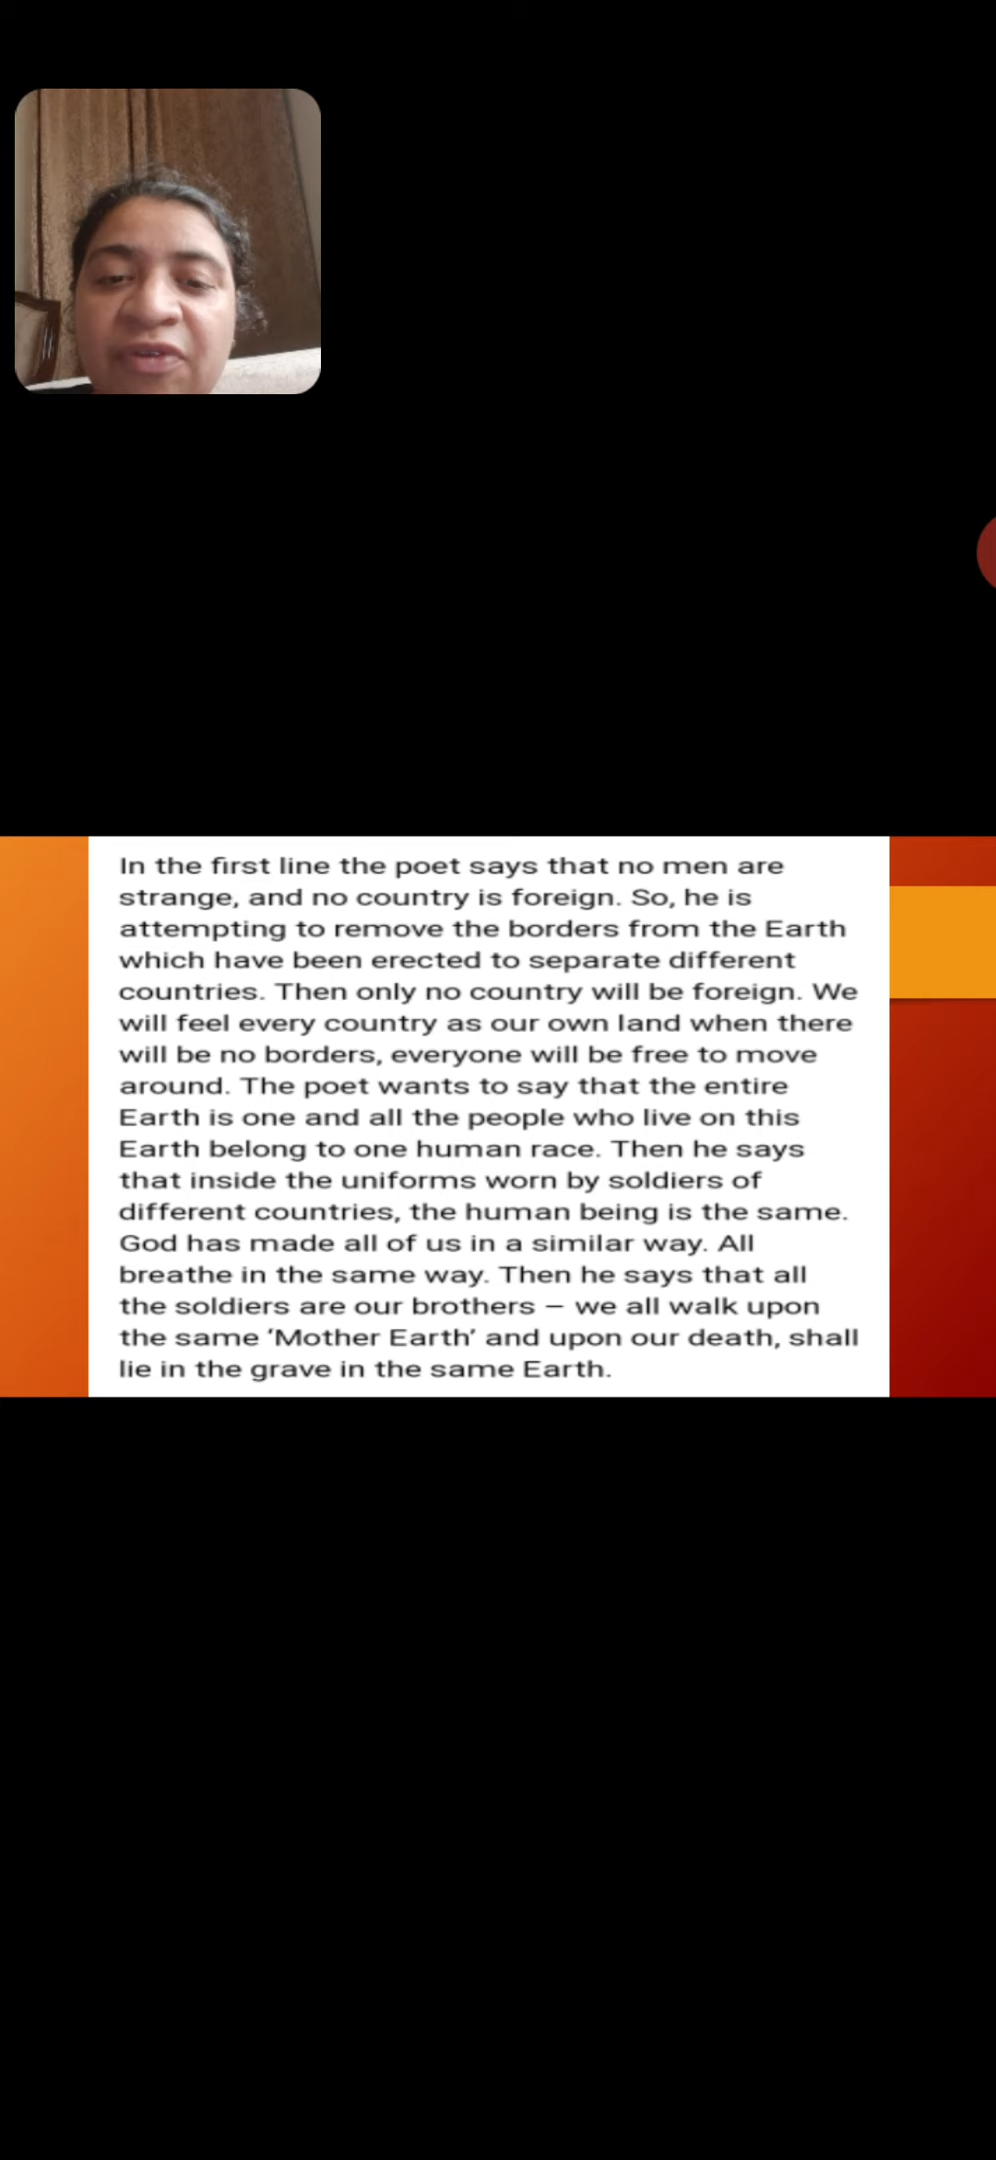 In the first line the poet says that no men are
strange, and no country is foreign. So, he is
attempting to remove the borders from the Earth
which have been erected to separate different
countries. Then only no country will be foreign. We
will feel every country as our own land when there
will be no borders, everyone will be free to move
around. The poet wants to say that the entire
Earth is one and all the people who live on this
Earth belong to one human race. Then he says
that inside the uniforms worn by soldiers of
different countries, the human being is the same.
God has made all of us in a similar way. All
breathe in the same way. Then he says that all
the soldiers are our brothers – we all walk upon
the same ‘Mother Earth’ and upon our death, shall
lie in the grave in the same Earth.